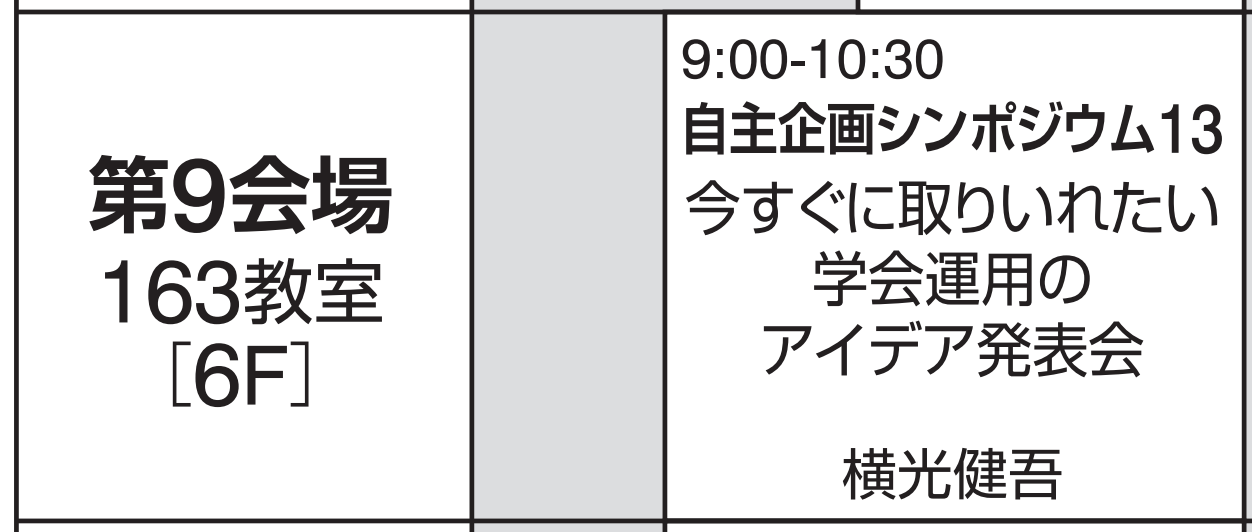 第9会場
163教室
[6F]
9:00-10:30
自主企画シンポジウム13
今すぐに取りいれたい
学会運用の
アイデア発表会
横光健吾